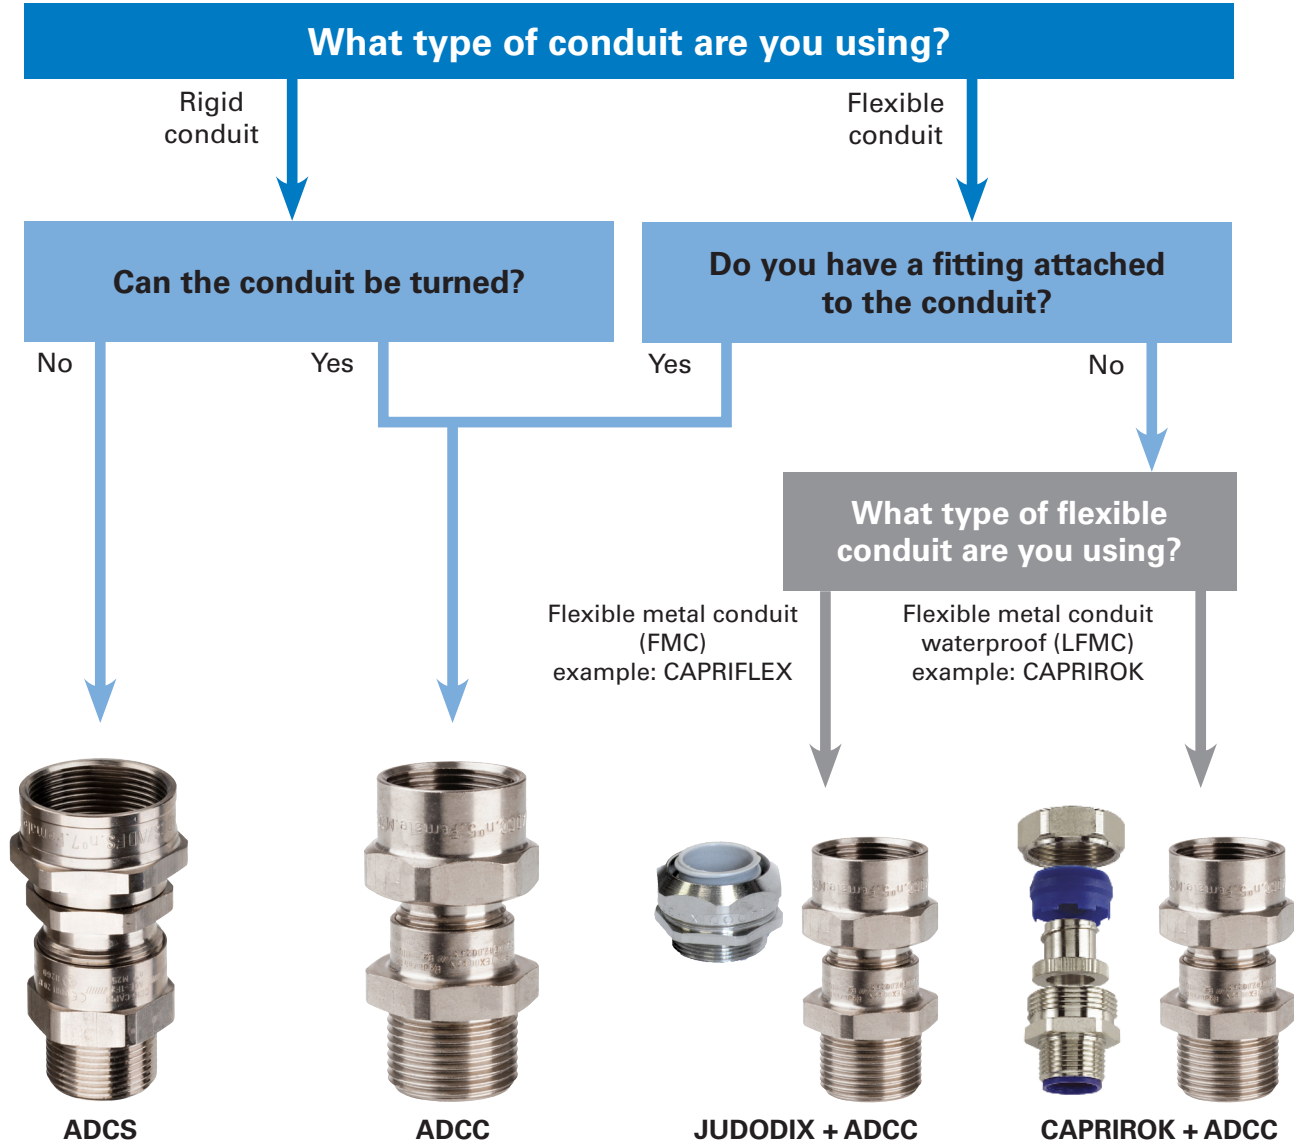 What type of conduit are you using?
Rigid
conduit
Flexible
conduit
Can the conduit be turned?
Do you have a fitting attached
to the conduit?
No
Yes
Yes
No
What type of flexible
conduit are you using?
Flexible metal conduit
(FMC)
example: CAPRIFLEX
Flexible metal conduit
waterproof (LFMC)
example: CAPRIROK
ADCS
ADCC
JUDODIX + ADCC
CAPRIROK + ADCC